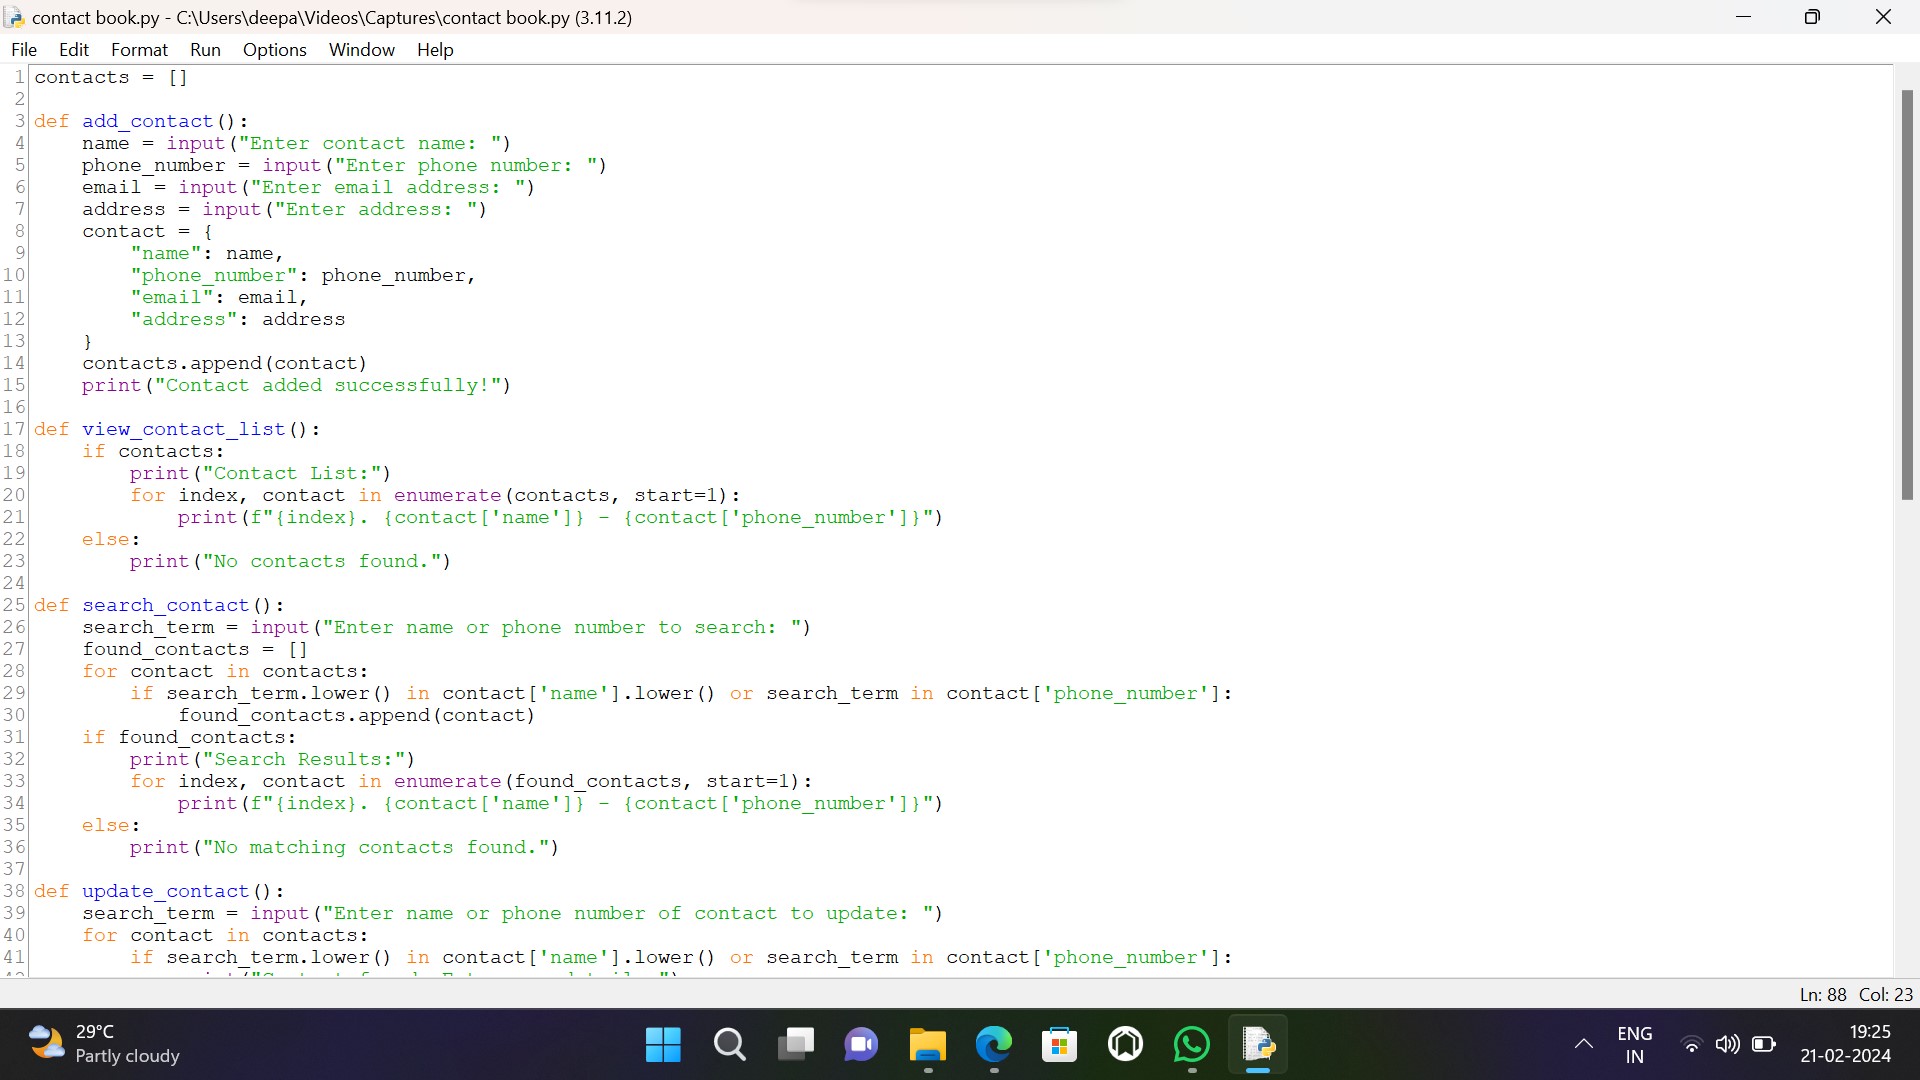 contact book.py - C:\Users\deepa\Videos\Captures\contact book.py (3.11.2)
File Edit Format Run Options Window Help
1 contacts = []
2
3 def add_contact():
4     name = input("Enter contact name: ")
5     phone_number = input("Enter phone number: ")
6     email = input("Enter email address: ")
7     address = input("Enter address: ")
8     contact = {
9         "name": name,
10         "phone_number": phone_number,
11         "email": email,
12         "address": address
13     }
14     contacts.append(contact)
15     print("Contact added successfully!")
16
17 def view_contact_list():
18     if contacts:
19         print("Contact List:")
20         for index, contact in enumerate(contacts, start=1):
21             print(f"{index}. {contact['name']} - {contact['phone_number']}")
22     else:
23         print("No contacts found.")
24
25 def search_contact():
26     search_term = input("Enter name or phone number to search: ")
27     found_contacts = []
28     for contact in contacts:
29         if search_term.lower() in contact['name'].lower() or search_term in contact['phone_number']:
30             found_contacts.append(contact)
31     if found_contacts:
32         print("Search Results:")
33         for index, contact in enumerate(found_contacts, start=1):
34             print(f"{index}. {contact['name']} - {contact['phone_number']}")
35     else:
36         print("No matching contacts found.")
37
38 def update_contact():
39     search_term = input("Enter name or phone number of contact to update: ")
40     for contact in contacts:
41         if search_term.lower() in contact['name'].lower() or search_term in contact['phone_number']:
Ln: 88 Col: 23
29°C
Partly cloudy
ENG
IN
19:25
21-02-2024